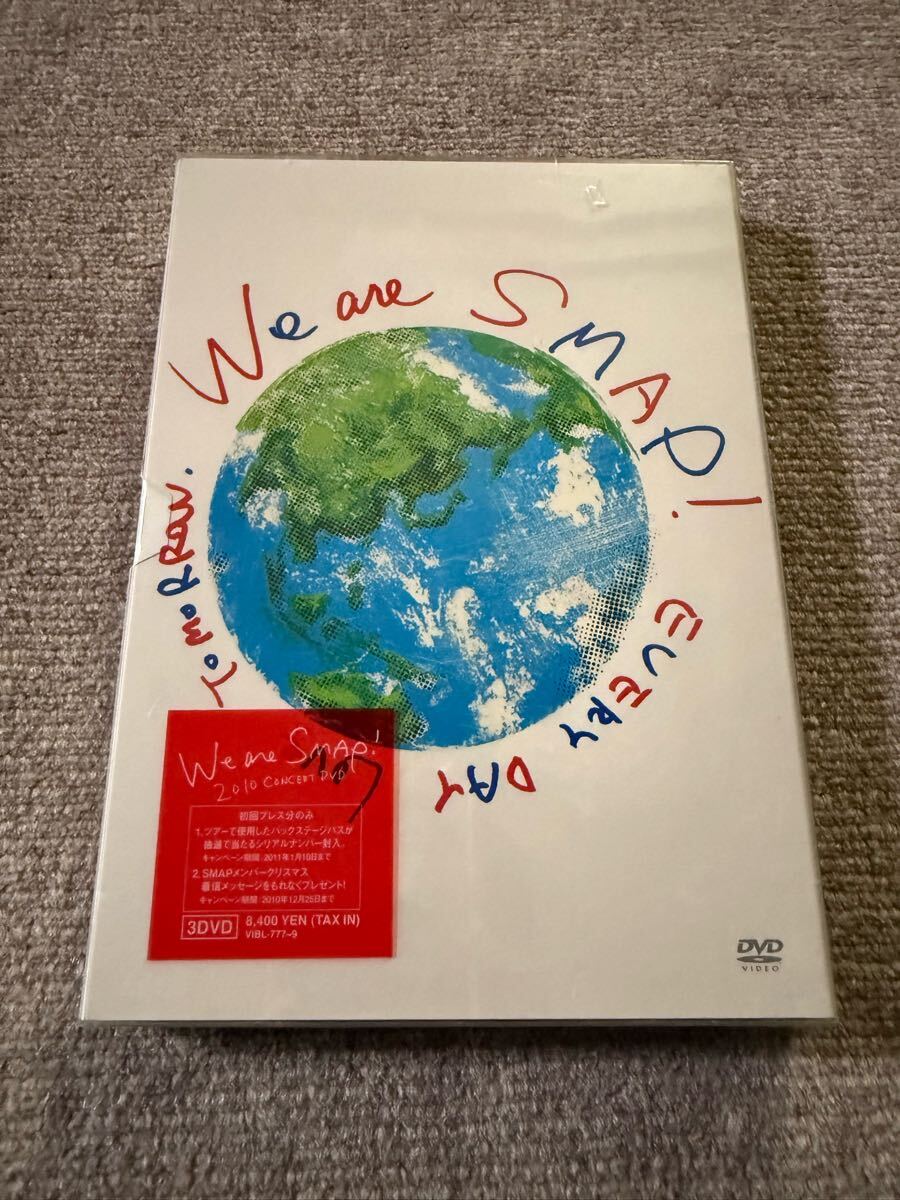 We are SMAP!
EVERY DAY
TOMORROW.
We are SMAP!
2010 CONCERT DVD
初回プレス分のみ
1. ツアーで使用したバックステージパスが
抽選で当たるシリアルナンバー封入。
キャンペーン期間:2011年1月10日まで
2. SMAPメンバークリスマス
着信メッセージをもれなくプレゼント!
キャンペーン期間:2010年12月25日まで
3DVD 8,400 YEN (TAX IN)
VIBL-777~9
DVD
VIDEO